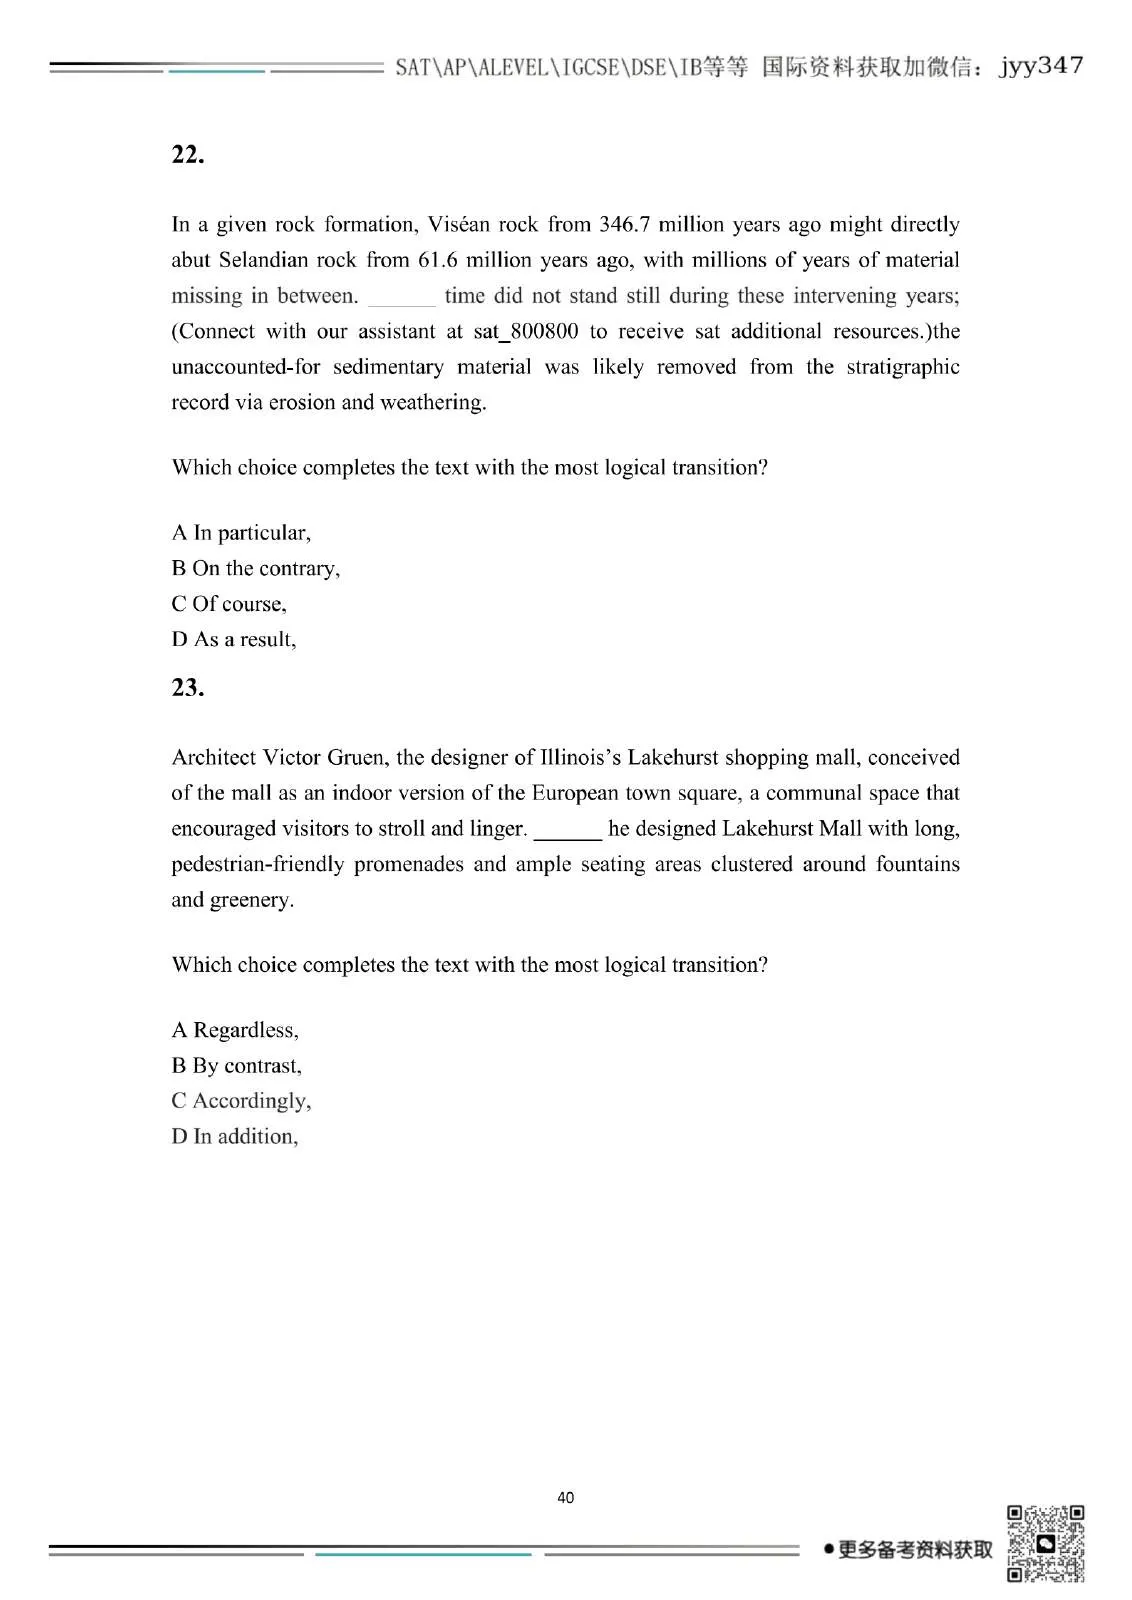 SAT\AP\ALEVEL\IGCSE\DSE\IB等等 国际资料获取加微信: jyy347
22.
In a given rock formation, Viséan rock from 346.7 million years ago might directly
abut Selandian rock from 61.6 million years ago, with millions of years of material
missing in between. ______ time did not stand still during these intervening years;
(Connect with our assistant at sat_800800 to receive sat additional resources.)the
unaccounted-for sedimentary material was likely removed from the stratigraphic
record via erosion and weathering.
Which choice completes the text with the most logical transition?
A In particular,
B On the contrary,
C Of course,
D As a result,
23.
Architect Victor Gruen, the designer of Illinois’s Lakehurst shopping mall, conceived
of the mall as an indoor version of the European town square, a communal space that
encouraged visitors to stroll and linger. ______ he designed Lakehurst Mall with long,
pedestrian-friendly promenades and ample seating areas clustered around fountains
and greenery.
Which choice completes the text with the most logical transition?
A Regardless,
B By contrast,
C Accordingly,
D In addition,
40
●更多备考资料获取